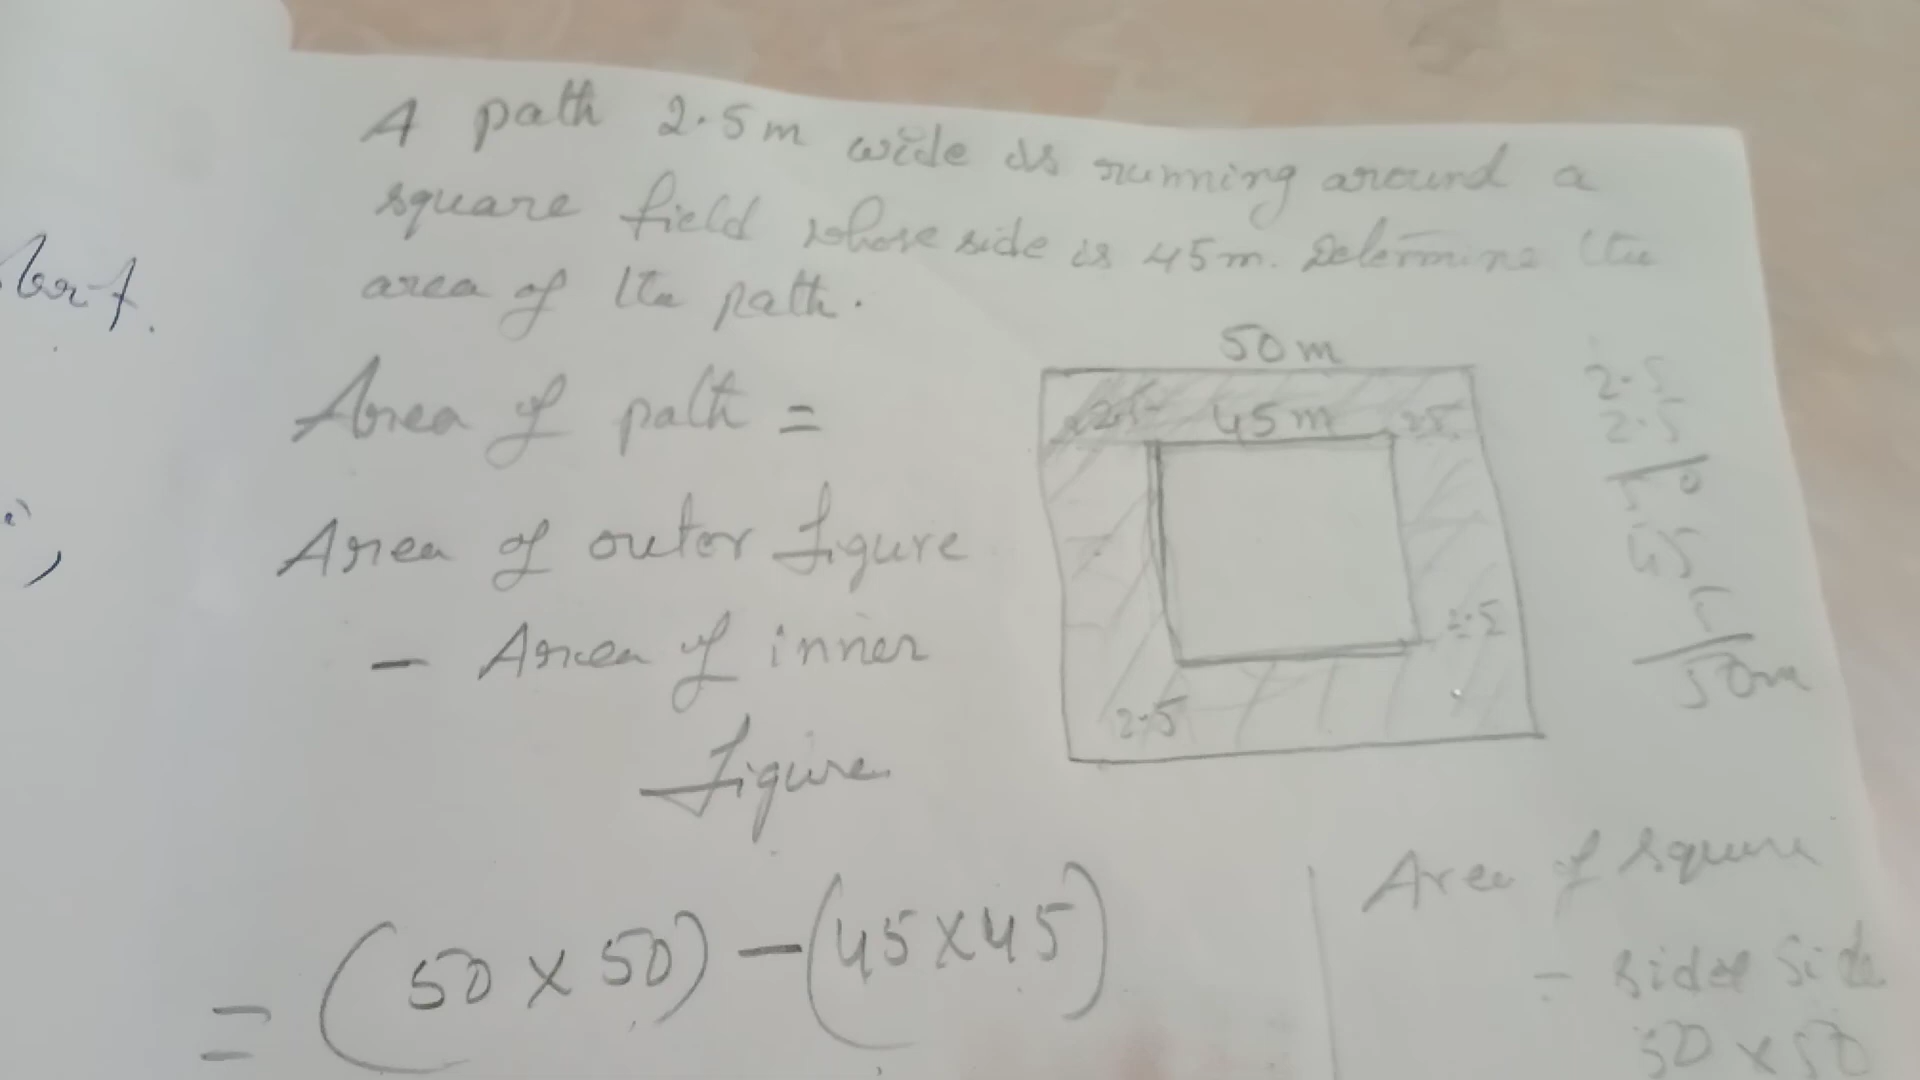 A path 2.5m wide is running around a
square field whose side is 45m. Determine the
area of the path.
Area of path =
Area of outer figure
- Area of inner
figure
= (50 x 50) - (45 x 45)
50m
2.5 45m 2.5
2.5
2.5
2.5
2.5
45
50m
Area of square
= side x side
50 x 50